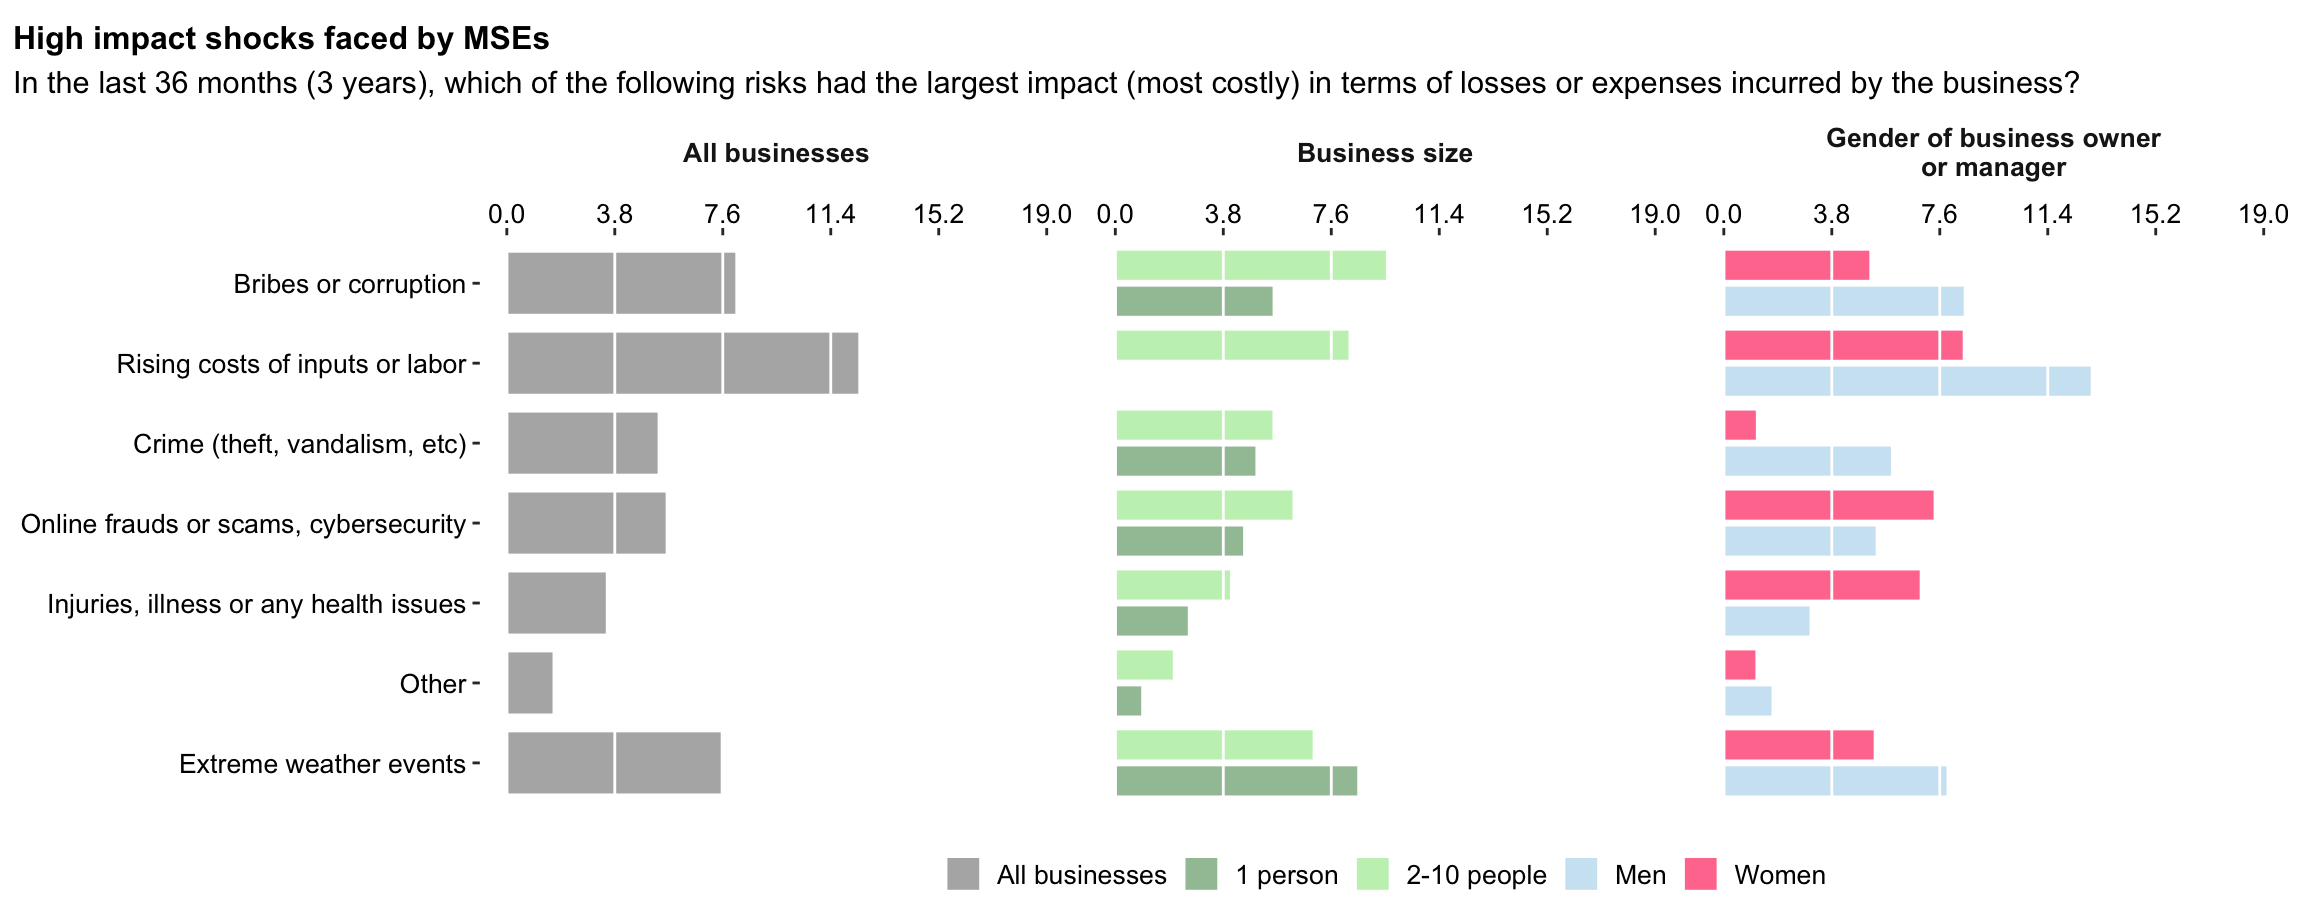 High impact shocks faced by MSEs
In the last 36 months (3 years), which of the following risks had the largest impact (most costly) in terms of losses or expenses incurred by the business?
All businesses
Business size
Gender of business owner
or manager
0.0 3.8 7.6 11.4 15.2 19.0 0.0 3.8 7.6 11.4 15.2 19.0 0.0 3.8 7.6 11.4 15.2 19.0
Bribes or corruption
Rising costs of inputs or labor
Crime (theft, vandalism, etc)
Online frauds or scams, cybersecurity
Injuries, illness or any health issues
Other
Extreme weather events
All businesses 1 person 2-10 people Men Women